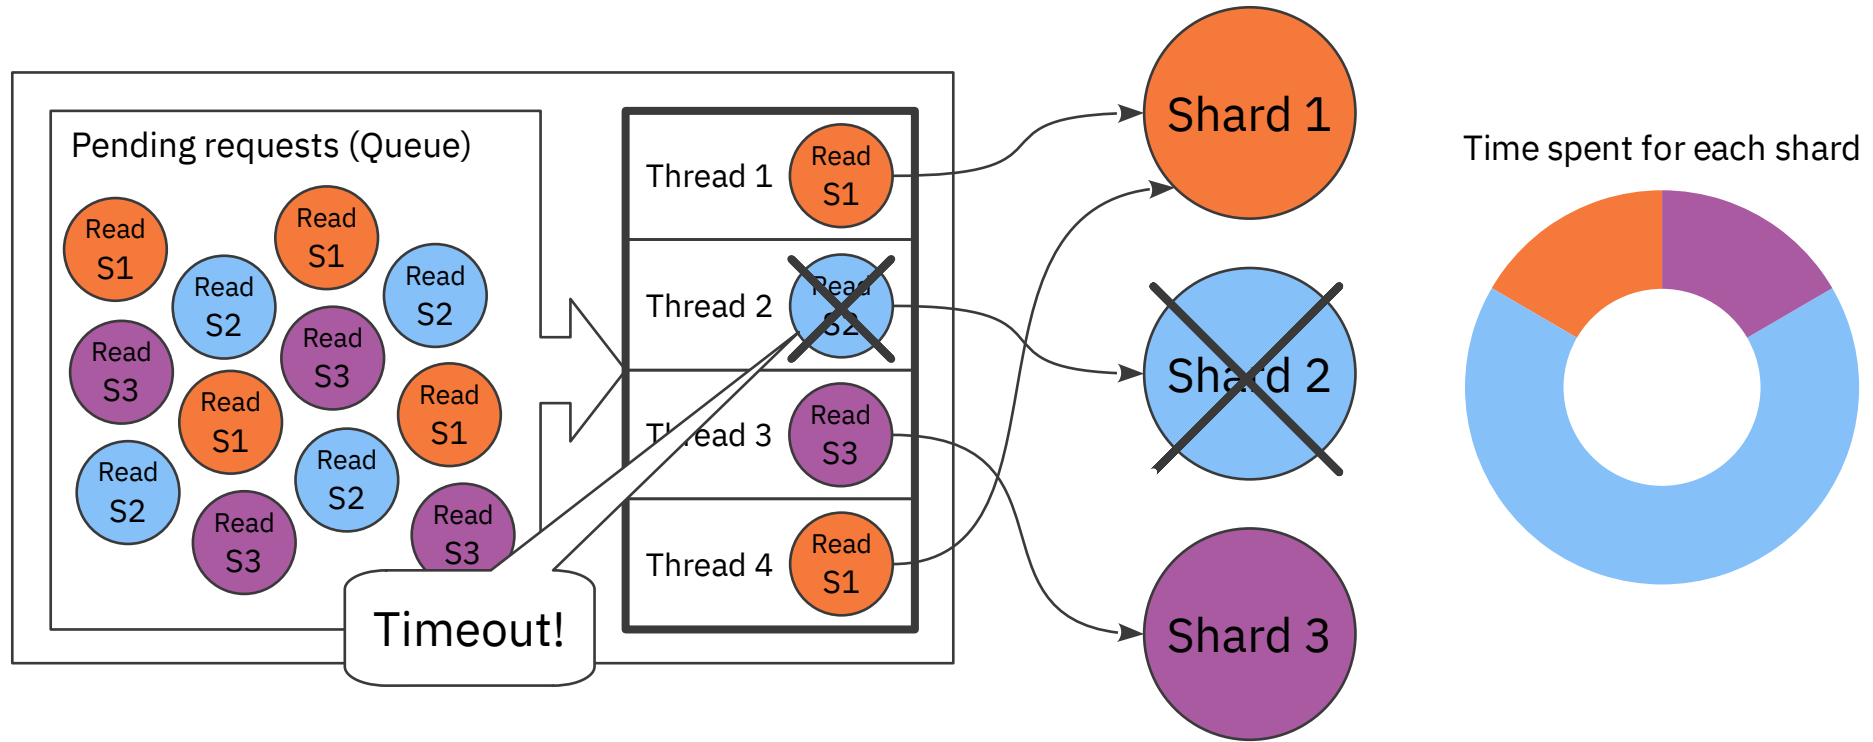 Pending requests (Queue)
Read
S1
Read
S1
Read
S2
Read
S2
Read
S3
Read
S3
Read
S1
Read
S1
Read
S2
Read
S2
Read
S3
Read
S3
Timeout!
Thread 1
Read
S1
Thread 2
Read
S2
Thread 3
Read
S3
Thread 4
Read
S1
Shard 1
Shard 2
Shard 3
Time spent for each shard